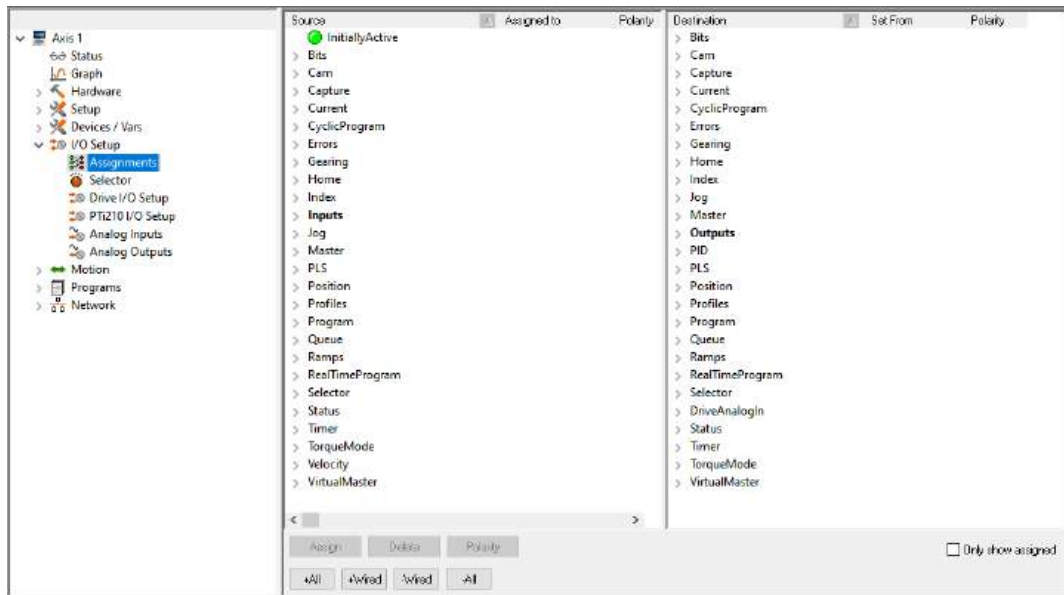 Axis 1
Status
Graph
Hardware
Setup
Devices / Vars
I/O Setup
Assignments
Selector
Drive I/O Setup
PTi210 I/O Setup
Analog Inputs
Analog Outputs
Motion
Programs
Network
Source Assigned to Polarity
InitiallyActive
Bits
Cam
Capture
Current
CyclicProgram
Errors
Gearing
Home
Index
Inputs
Jog
Master
PLS
Position
Profiles
Program
Queue
Ramps
RealTimeProgram
Selector
Status
Timer
TorqueMode
Velocity
VirtualMaster
Destination Set From Polarity
Bits
Cam
Capture
Current
CyclicProgram
Errors
Gearing
Home
Index
Jog
Master
Outputs
PID
PLS
Position
Profiles
Program
Queue
Ramps
RealTimeProgram
Selector
DriveAnalogIn
Status
Timer
TorqueMode
VirtualMaster
Assign Delete Polarity
Only show assigned
+All +Wired -Wired -All